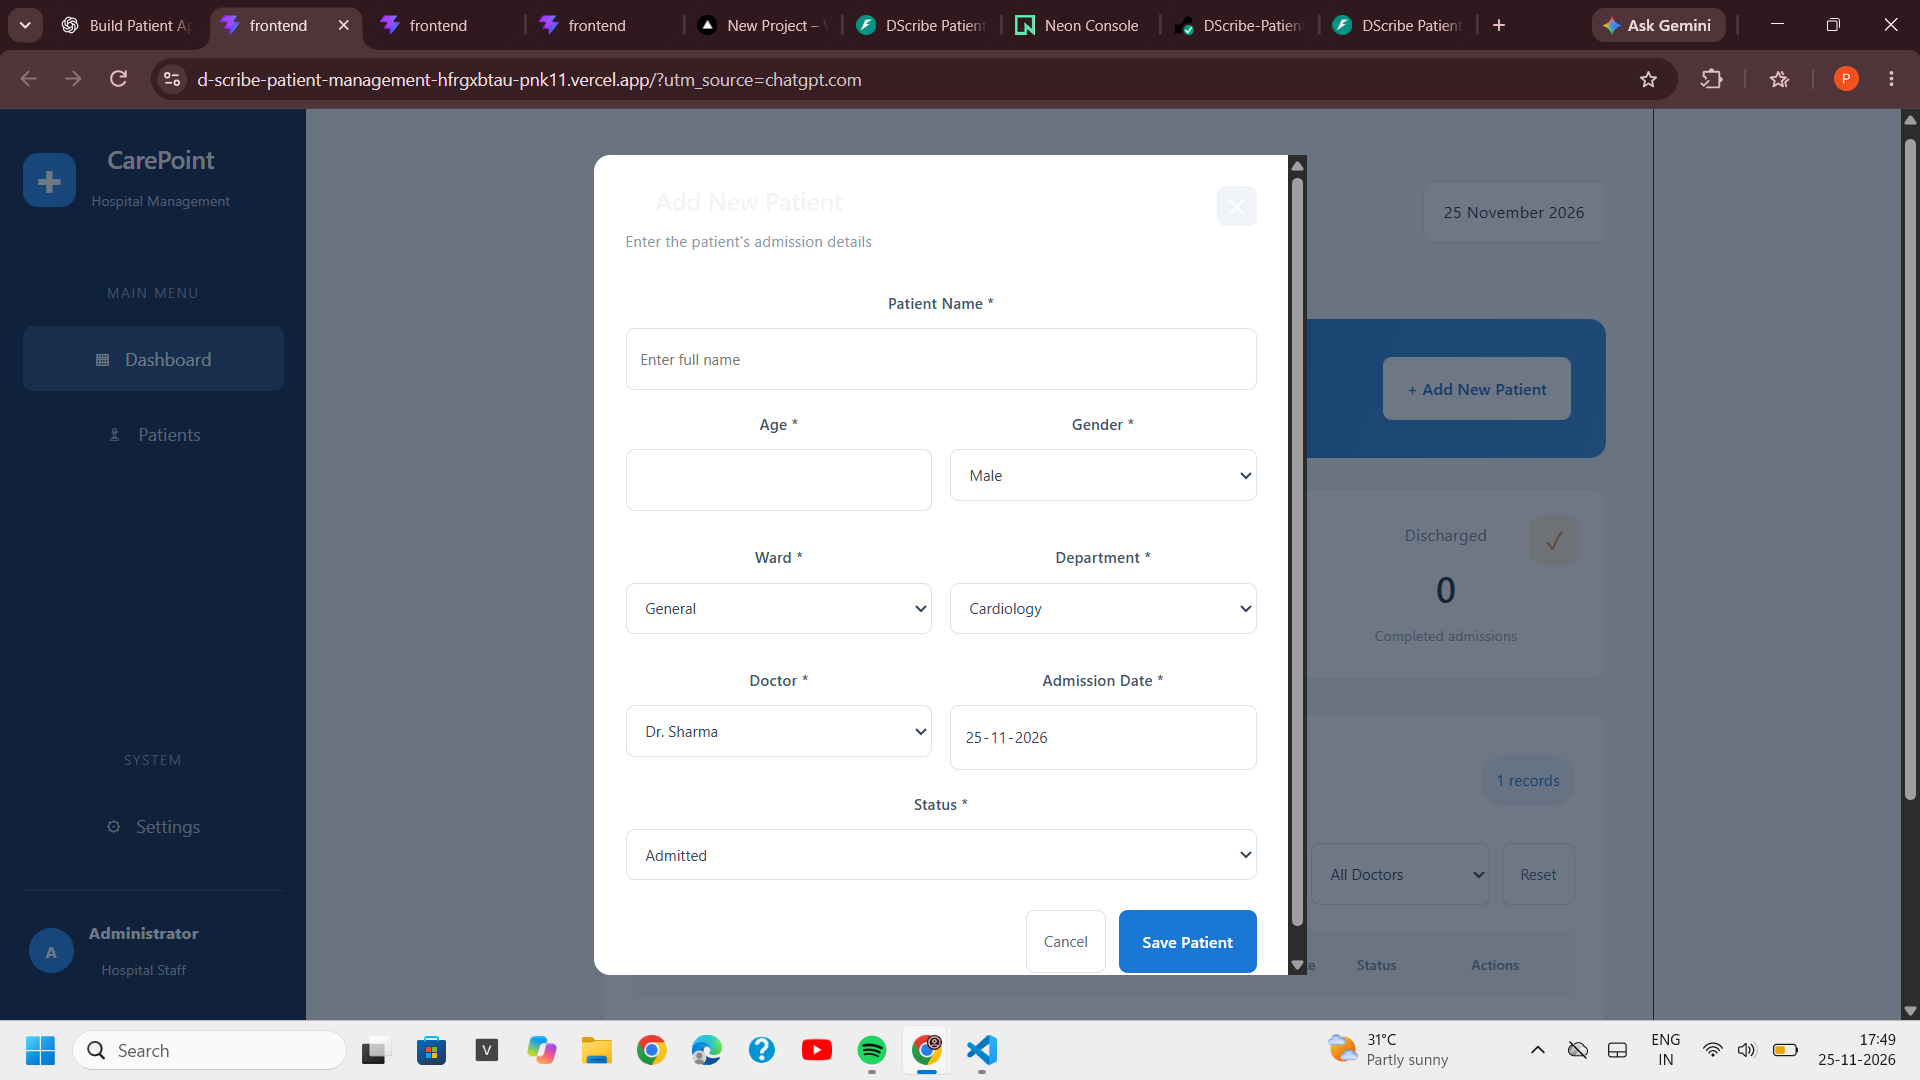 Build Patient A
frontend
frontend
frontend
New Project –
DScribe Patient
Neon Console
DScribe-Patien
DScribe Patient
Ask Gemini
d-scribe-patient-management-hfrgxbtau-pnk11.vercel.app/?utm_source=chatgpt.com
P
CarePoint
Hospital Management
MAIN MENU
Dashboard
Patients
SYSTEM
Settings
A
Administrator
Hospital Staff
25 November 2026
+ Add New Patient
Discharged
0
Completed admissions
1 records
All Doctors
Reset
e
Status
Actions
Add New Patient
Enter the patient's admission details
Patient Name *
Enter full name
Age *
Gender *
Male
Ward *
Department *
General
Cardiology
Doctor *
Admission Date *
Dr. Sharma
25-11-2026
Status *
Admitted
Cancel
Save Patient
Search
V
31°C
Partly sunny
ENG
IN
17:49
25-11-2026